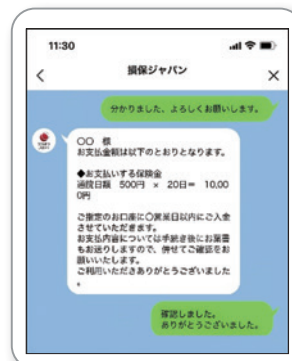 11:30
損保ジャパン
分かりました、よろしくお願いします。
〇〇 様
お支払金額は以下のとおりとなります。
◆お支払いする保険金
通院日額 500円 × 20日= 10,00
0円
ご指定のお口座に〇営業日以内にご入金
させていただきます。
お支払内容については手続き後にお葉書
もお送りしますので、併せてご確認をお
願いいたします。
ご利用いただきありがとうございました
。
確認しました。
ありがとうございました。